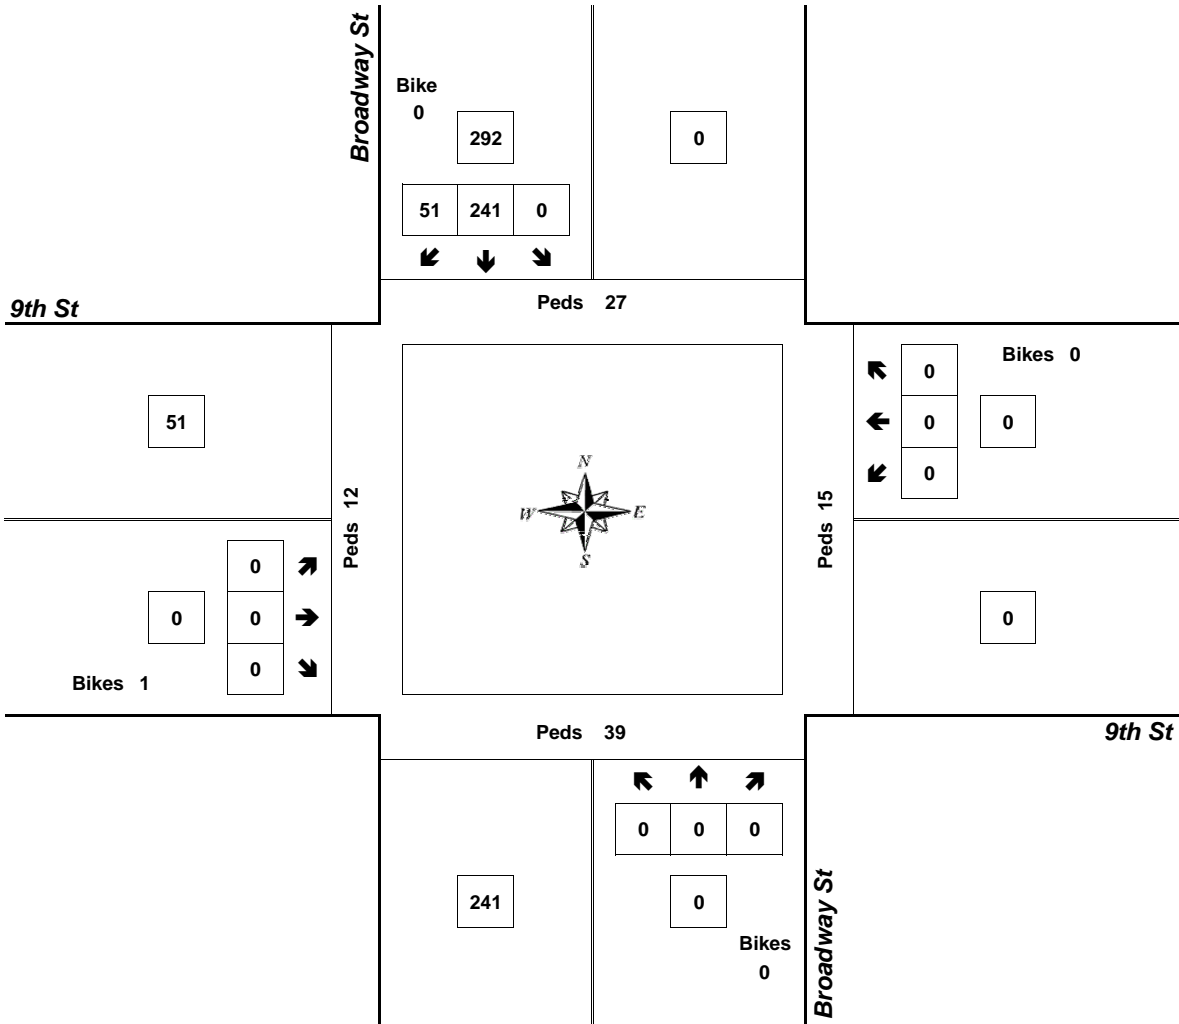 Broadway St
Bike
0
292
0
51 241 0
9th St
Peds 27
0
Bikes 0
51
0
0
0
N
W E
S
Peds 12
Peds 15
0
0
0
0
0
Bikes 1
Peds 39
9th St
0 0 0
241
0
Bikes
0
Broadway St